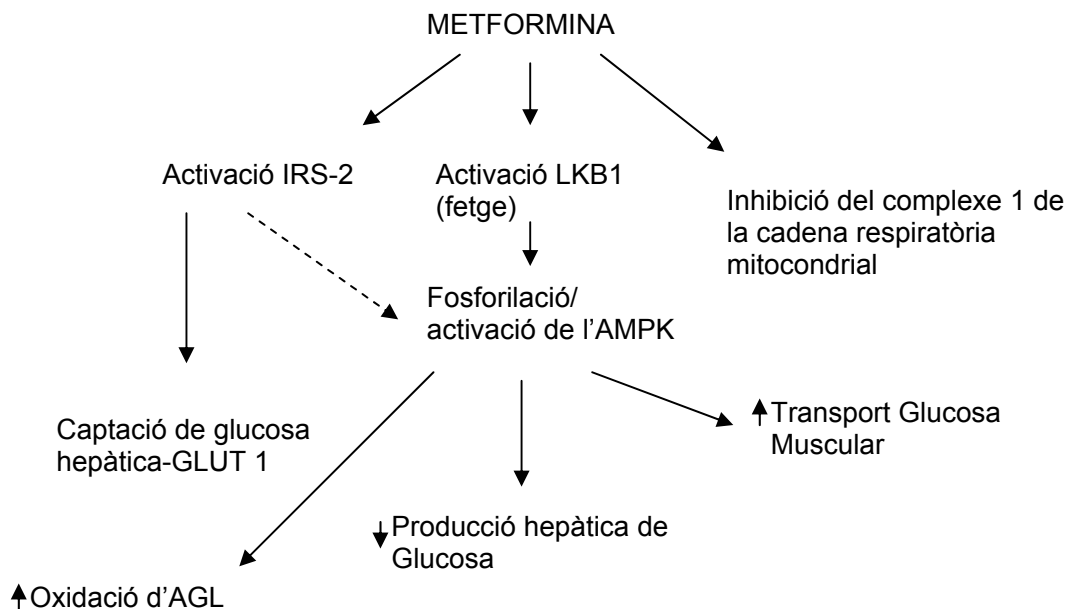 METFORMINA
Activació IRS-2
Activació LKB1
(fetge)
Inhibició del complexe 1 de
la cadena respiratòria
mitocondrial
Fosforilació/
activació de l’AMPK
Captació de glucosa
hepàtica-GLUT 1
Transport Glucosa
Muscular
Producció hepàtica de
Glucosa
Oxidació d’AGL